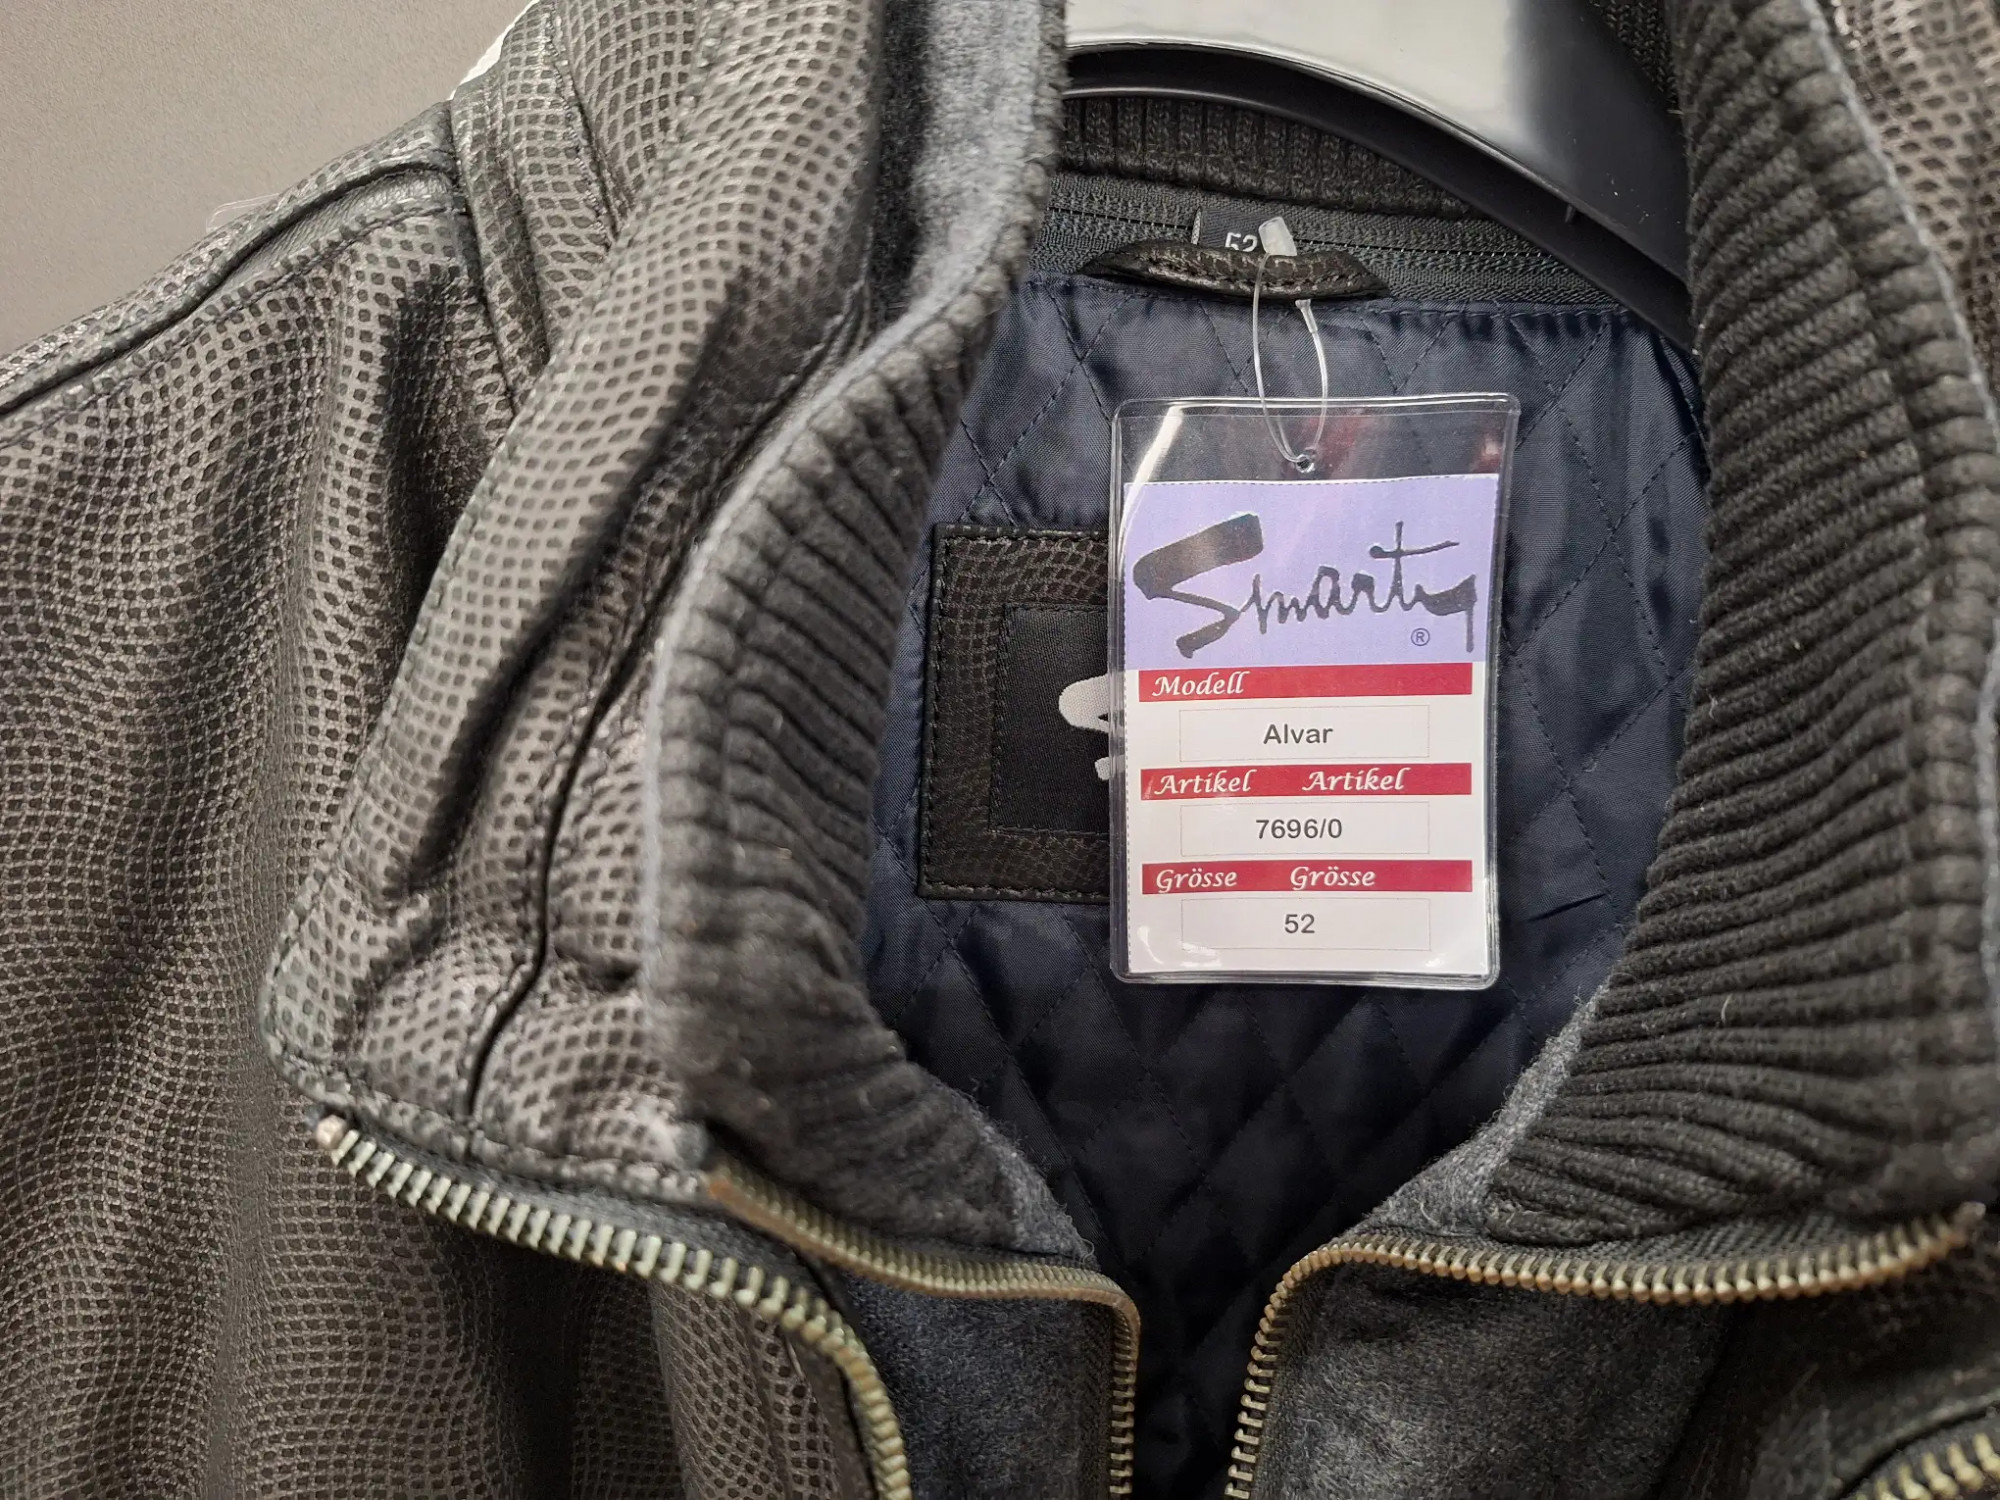 52
Smarty
®
Modell
Alvar
Artikel Artikel
7696/0
Grösse Grösse
52